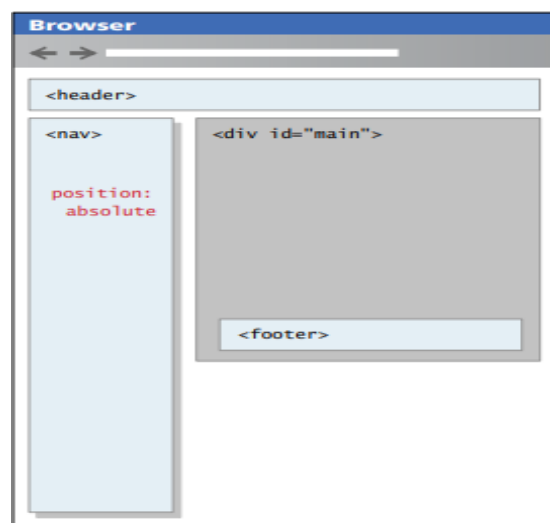 Browser
<header>
<nav>
<div id="main">
position:
absolute
<footer>